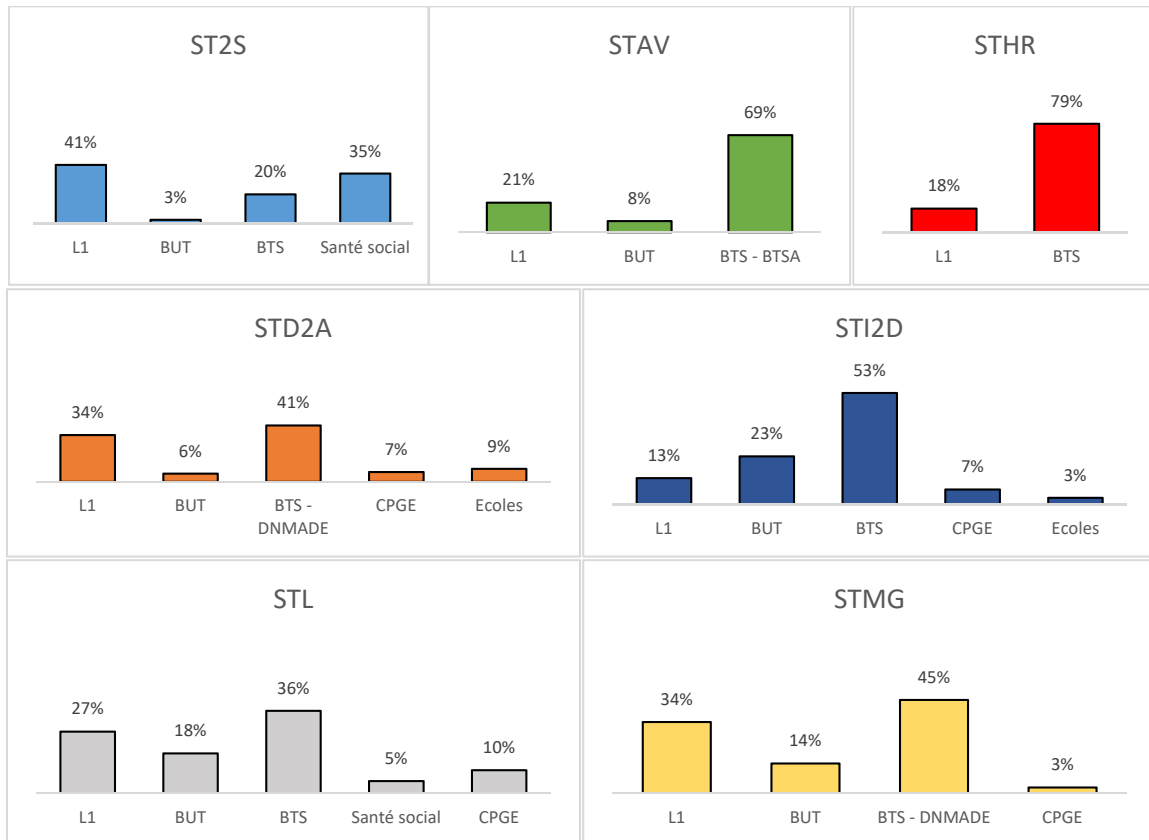 ST2S
41%
3%
20%
35%
L1
BUT
BTS
Santé social
STAV
21%
8%
69%
L1
BUT
BTS - BTSA
STHR
18%
79%
L1
BTS
STD2A
34%
6%
41%
7%
9%
L1
BUT
BTS -
DNMADE
CPGE
Ecoles
STI2D
13%
23%
53%
7%
3%
L1
BUT
BTS
CPGE
Ecoles
STL
27%
18%
36%
5%
10%
L1
BUT
BTS
Santé social
CPGE
STMG
34%
14%
45%
3%
L1
BUT
BTS - DNMADE
CPGE